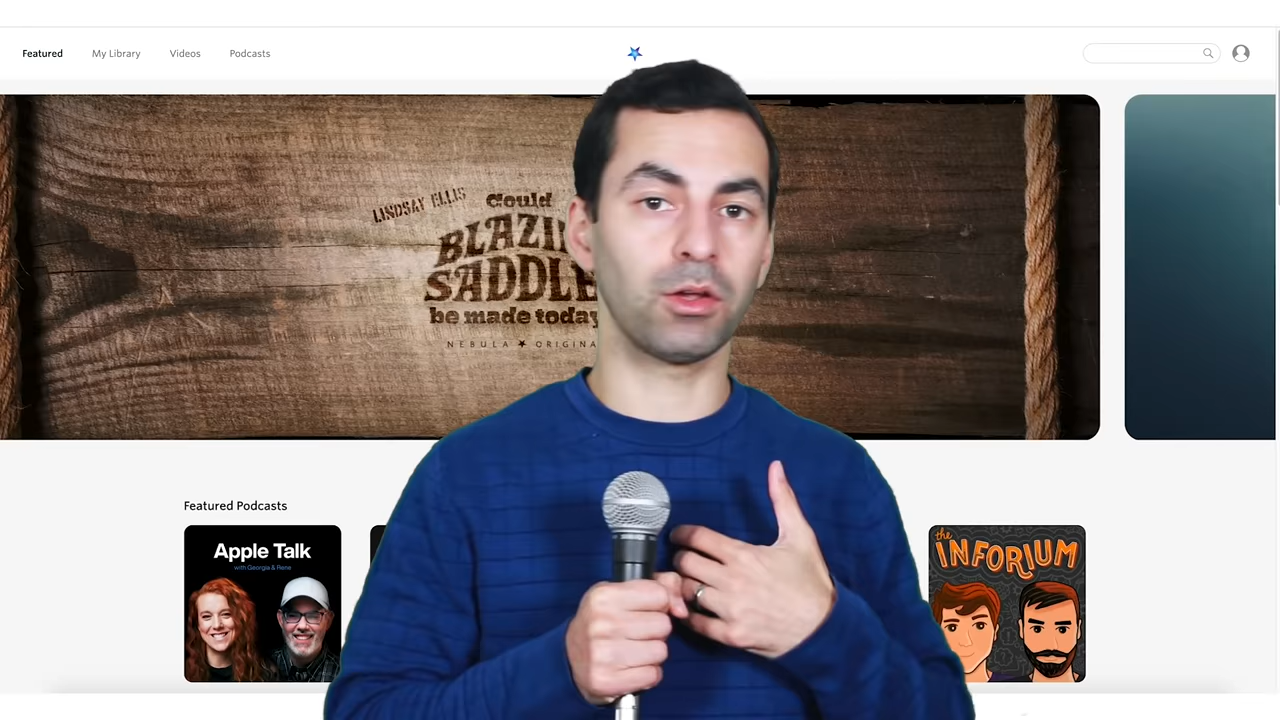 Featured My Library Videos Podcasts
LINDSAY ELLIS
Could
BLAZI
SADDLE
be made today
NEBULA ORIGINA
Featured Podcasts
Apple Talk
with Georgia & Rene
the
INFORIUM